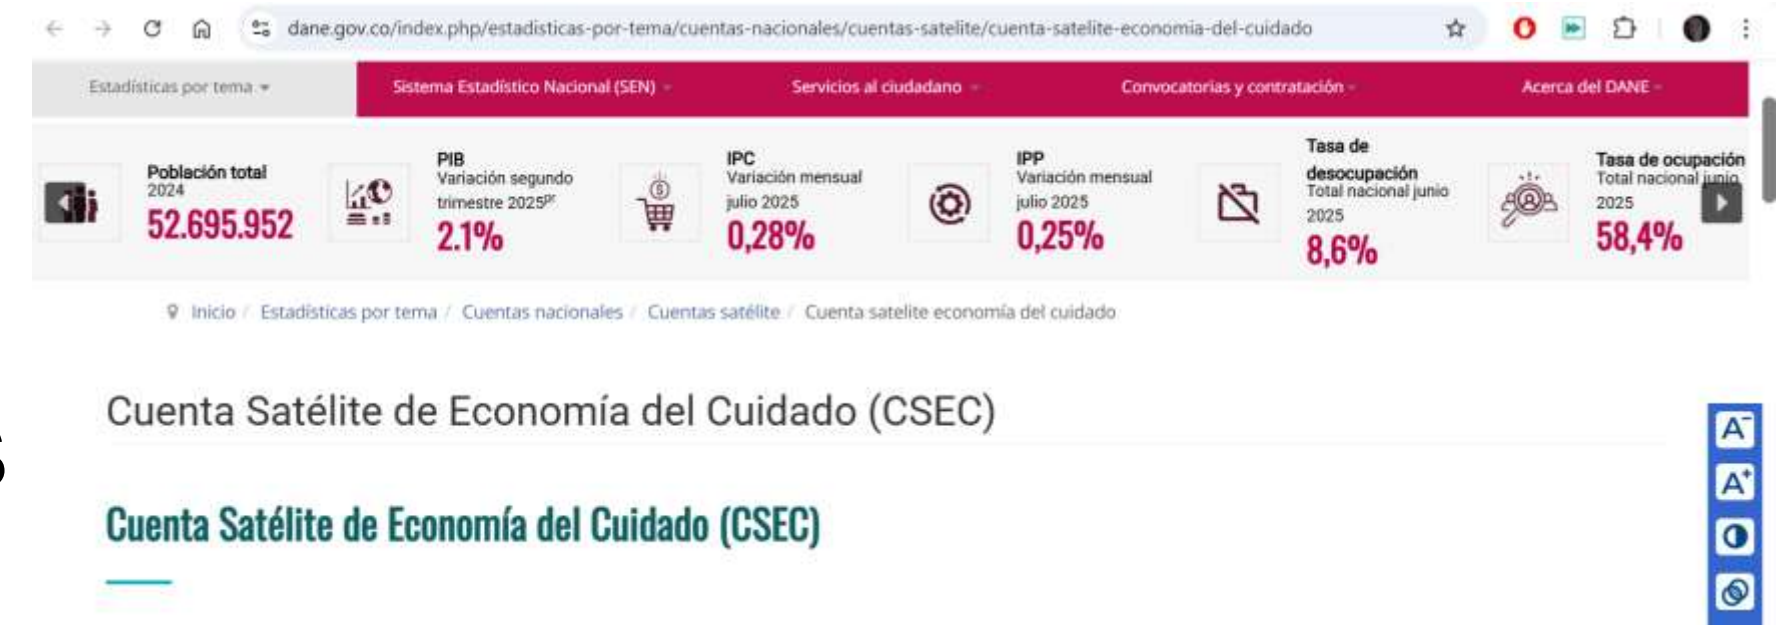 dane.gov.co/index.php/estadisticas-por-tema/cuentas-nacionales/cuentas-satelite/cuenta-satelite-economia-del-cuidado
Estadísticas por tema
Sistema Estadístico Nacional (SEN)
Servicios al ciudadano
Convocatorias y contratación
Acerca del DANE
Población total
2024
52.695.952
PIB
Variación segundo
trimestre 2025pr
2.1%
IPC
Variación mensual
julio 2025
0,28%
IPP
Variación mensual
julio 2025
0,25%
Tasa de
desocupación
Total nacional junio
2025
8,6%
Tasa de ocupación
Total nacional junio
2025
58,4%
Inicio / Estadísticas por tema / Cuentas nacionales / Cuentas satélite / Cuenta satelite economía del cuidado
Cuenta Satélite de Economía del Cuidado (CSEC)
A-
A+
Cuenta Satélite de Economía del Cuidado (CSEC)